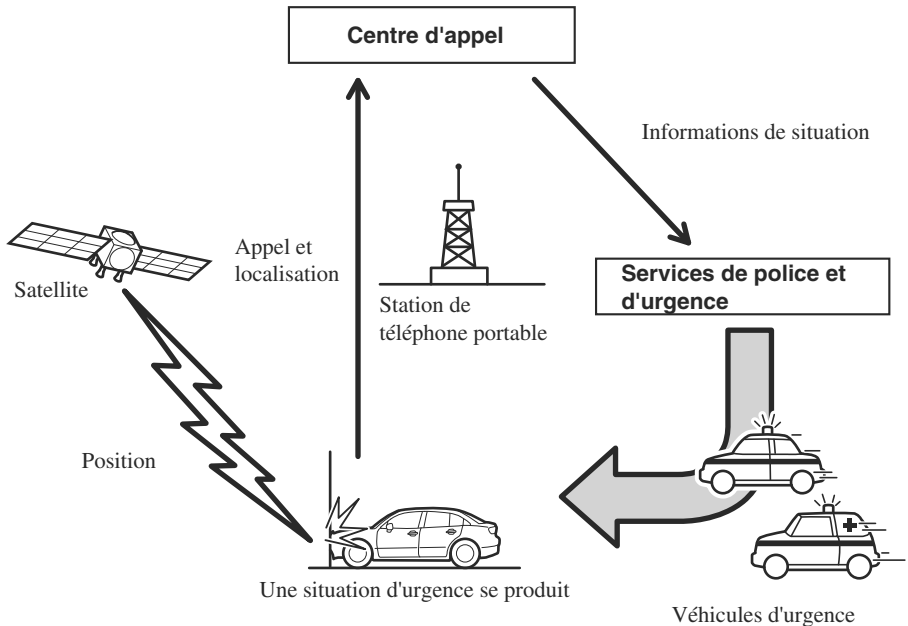 Centre d'appel
Informations de situation
Appel et
localisation
Satellite
Station de
téléphone portable
Services de police et
d'urgence
Position
Une situation d'urgence se produit
Véhicules d'urgence